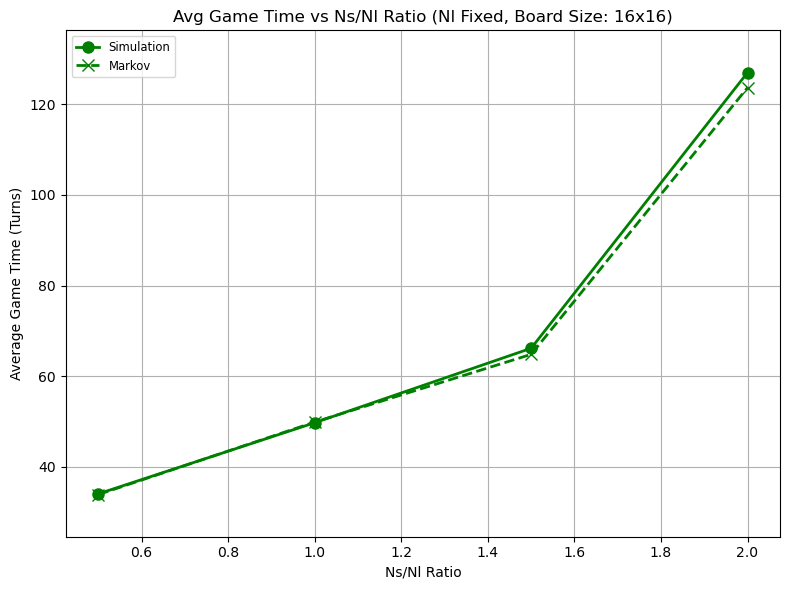 Avg Game Time vs Ns/Nl Ratio (Nl Fixed, Board Size: 16x16)
Simulation
Markov
Average Game Time (Turns)
120
100
80
60
40
0.6 0.8 1.0 1.2 1.4 1.6 1.8 2.0
Ns/Nl Ratio